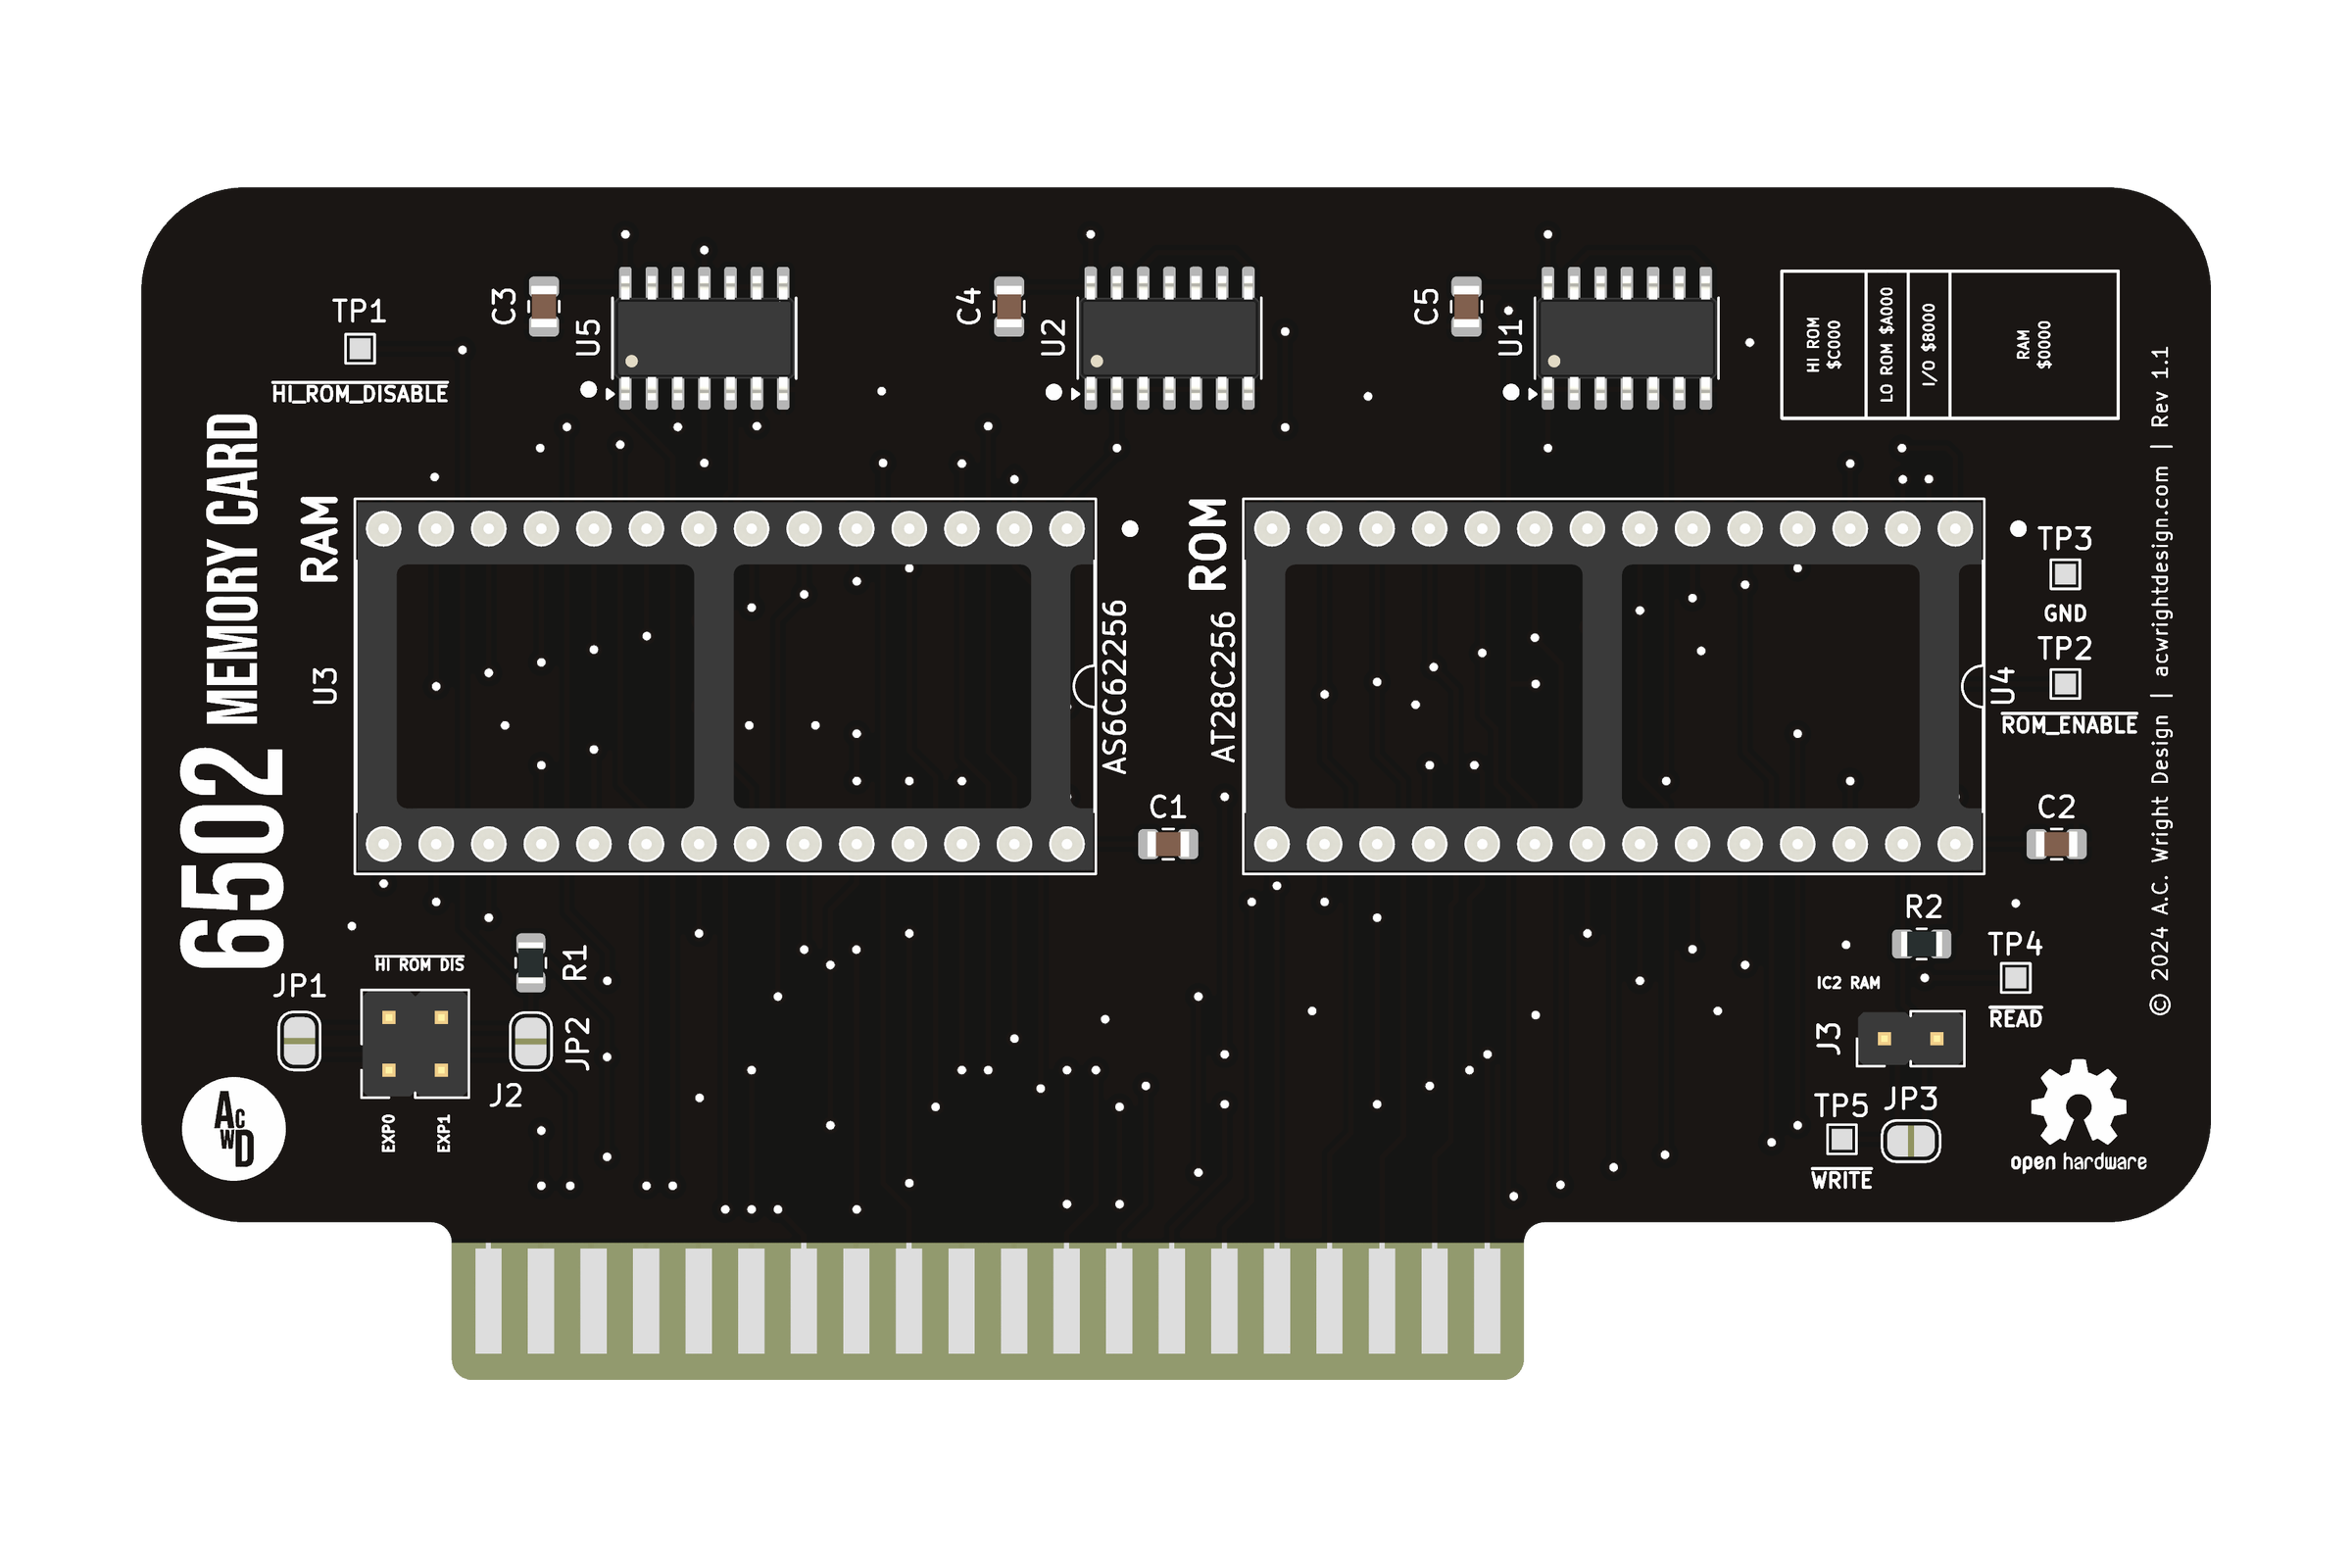 6502 MEMORY CARD
TP1
HI_ROM_DISABLE
C3
U5
C4
U2
C5
U1
HI ROM
$C000
LO ROM $A000
I/O $8000
RAM
$0000
RAM
U3
AS6C62256
ROM
AT28C256
U4
TP3
GND
TP2
ROM_ENABLE
C1
C2
© 2024 A.C. Wright Design | acwrightdesign.com | Rev 1.1
R1
HI ROM DIS
JP1
JP2
J2
EXP0
EXP1
ACWD
R2
TP4
READ
IC2 RAM
J3
TP5
JP3
WRITE
open hardware